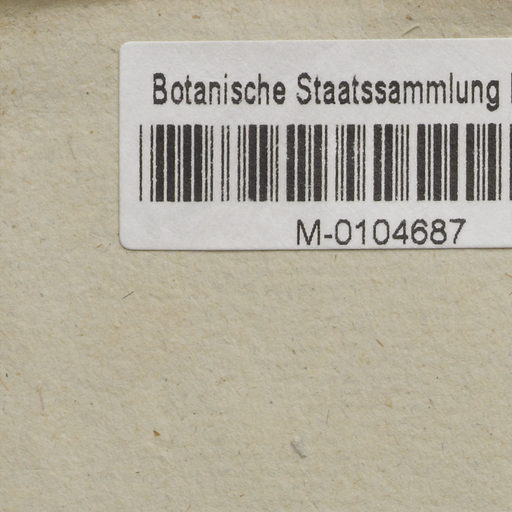 Botanische Staatssammlung
M-0104687